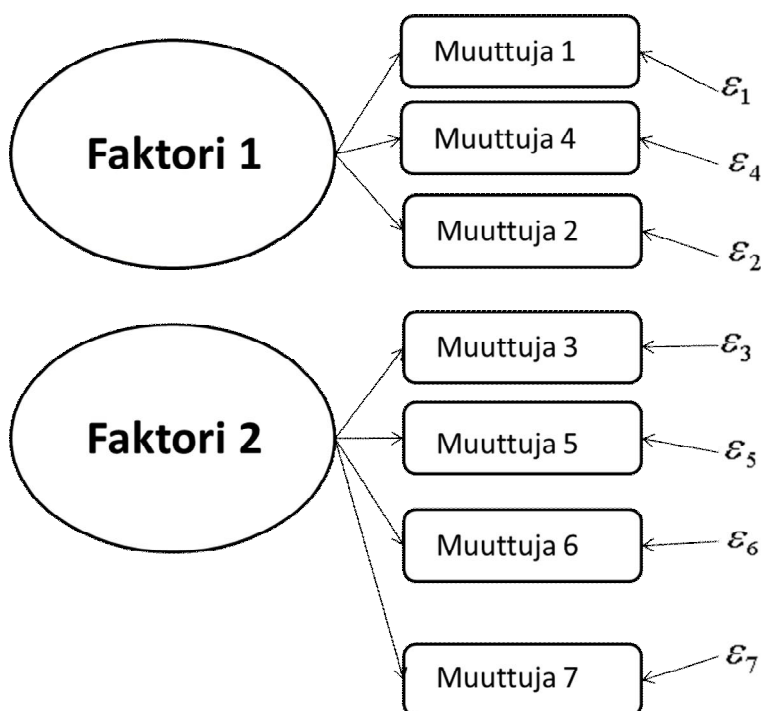 Faktori 1
Muuttuja 1
ε1
Muuttuja 4
ε4
Muuttuja 2
ε2
Faktori 2
Muuttuja 3
ε3
Muuttuja 5
ε5
Muuttuja 6
ε6
Muuttuja 7
ε7